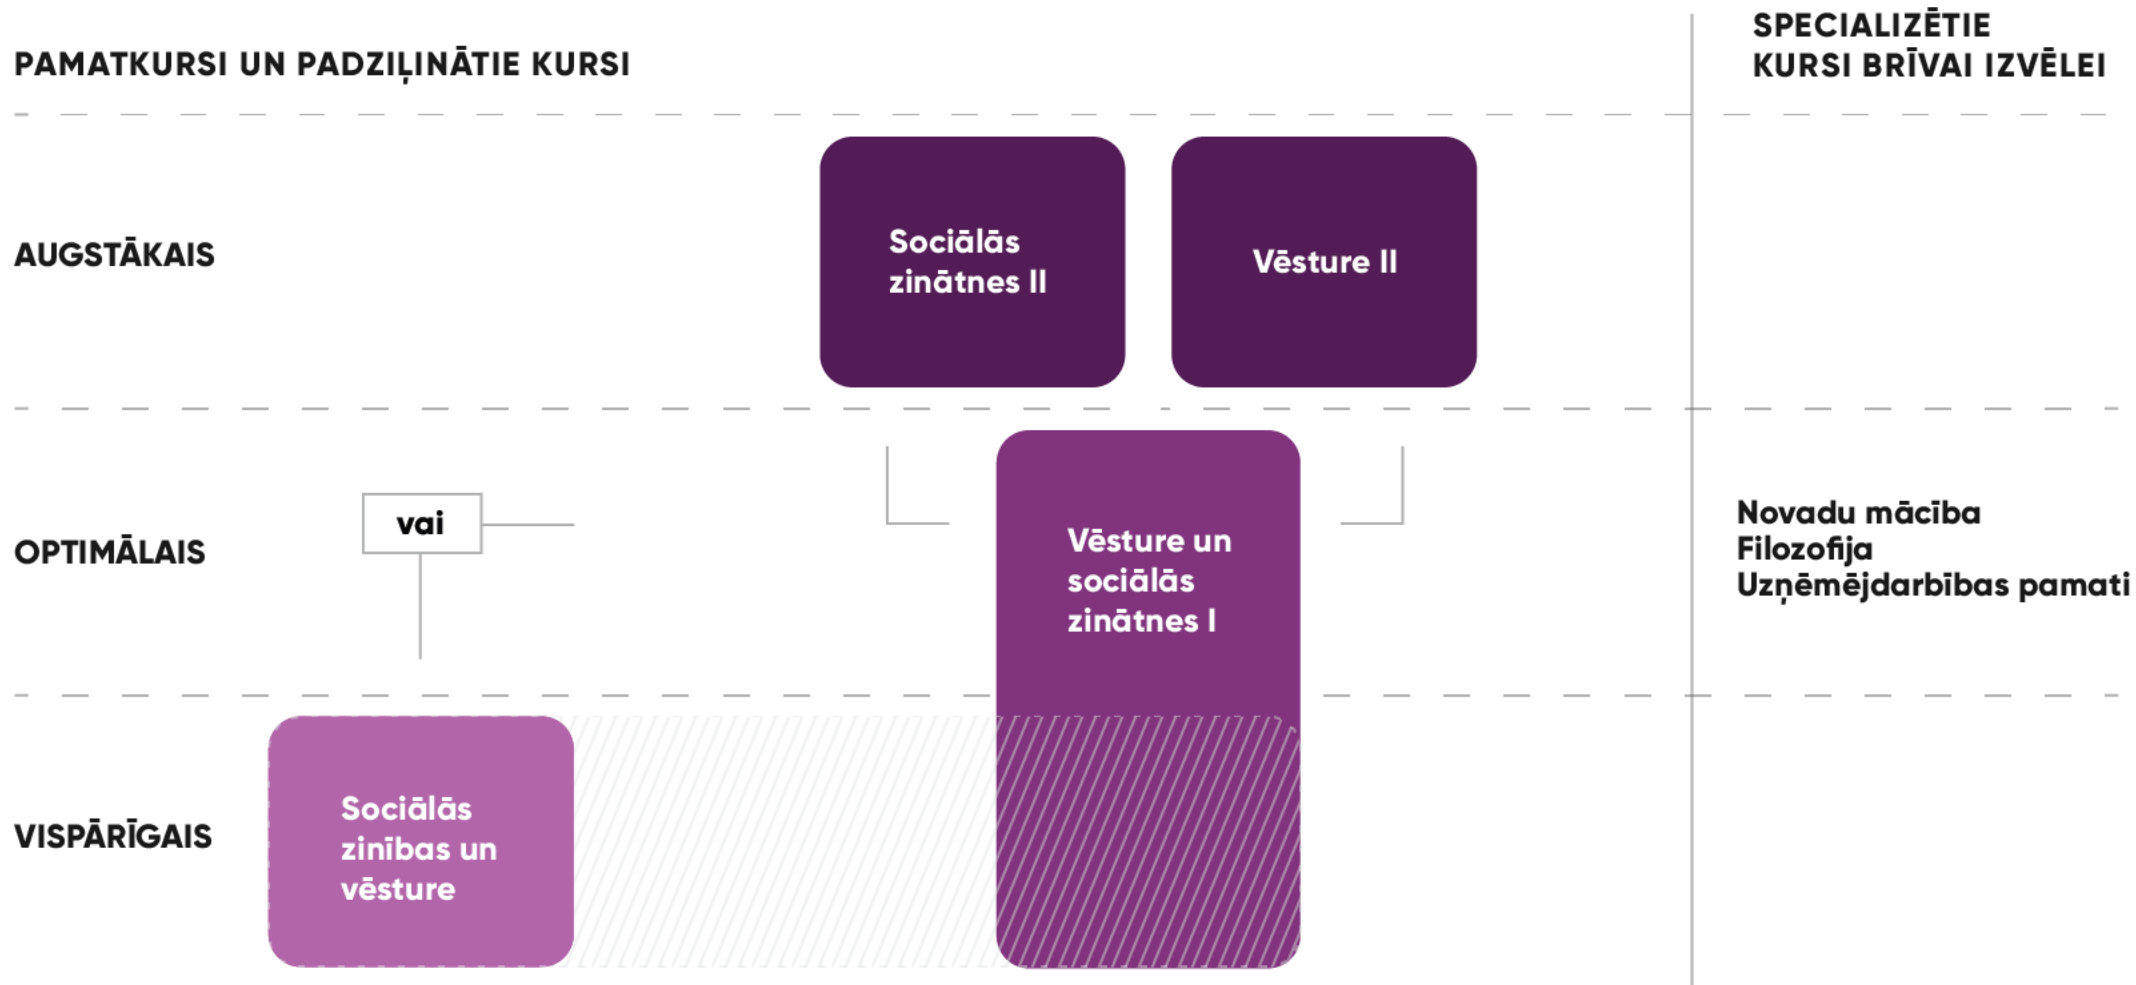 PAMATKURSI UN PADZIĻINĀTIE KURSI
SPECIALIZĒTIE
KURSI BRĪVAI IZVĒLEI
AUGSTĀKAIS
Sociālās
zinātnes II
Vēsture II
OPTIMĀLAIS
vai
Vēsture un
sociālās
zinātnes I
Novadu mācība
Filozofija
Uzņēmējdarbības pamati
VISPĀRĪGAIS
Sociālās
zinības un
vēsture